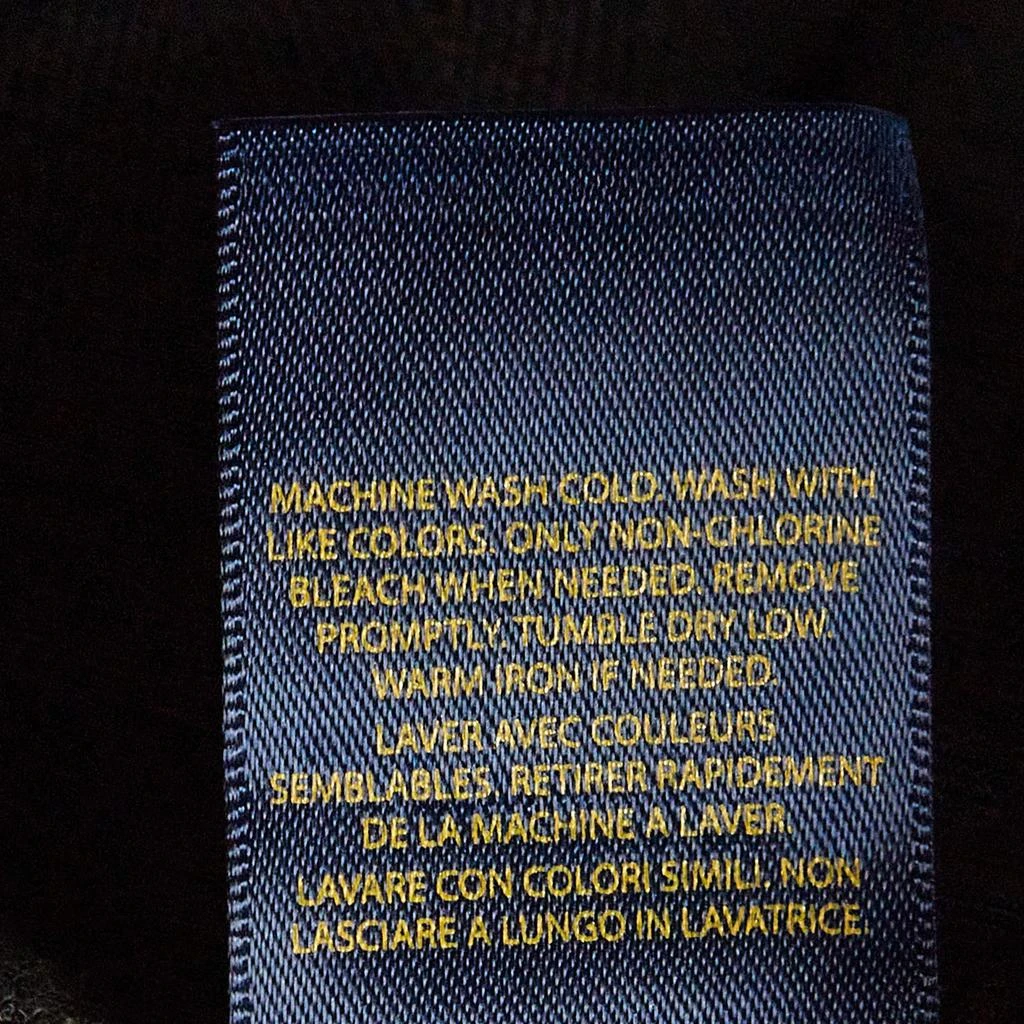 MACHINE WASH COLD. WASH WITH
LIKE COLORS. ONLY NON-CHLORINE
BLEACH WHEN NEEDED. REMOVE
PROMPTLY. TUMBLE DRY LOW.
WARM IRON IF NEEDED.
LAVER AVEC COULEURS
SEMBLABLES. RETIRER RAPIDEMENT
DE LA MACHINE A LAVER.
LAVARE CON COLORI SIMILI. NON
LASCIARE A LUNGO IN LAVATRICE.